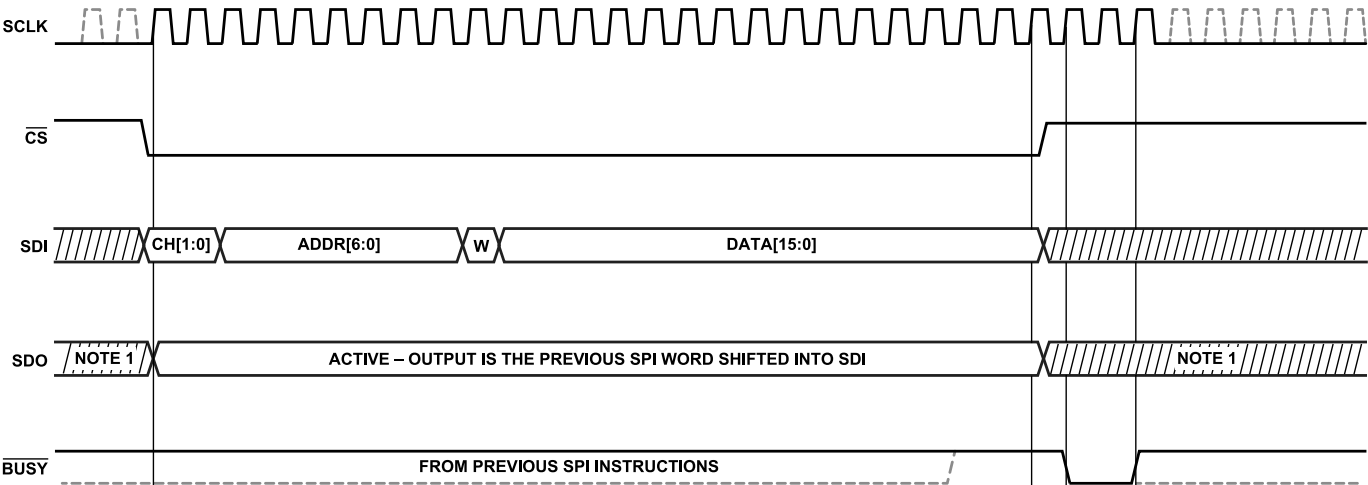 SCLK
CS
SDI
CH[1:0]
ADDR[6:0]
W
DATA[15:0]
SDO
NOTE 1
ACTIVE – OUTPUT IS THE PREVIOUS SPI WORD SHIFTED INTO SDI
NOTE 1
BUSY
FROM PREVIOUS SPI INSTRUCTIONS